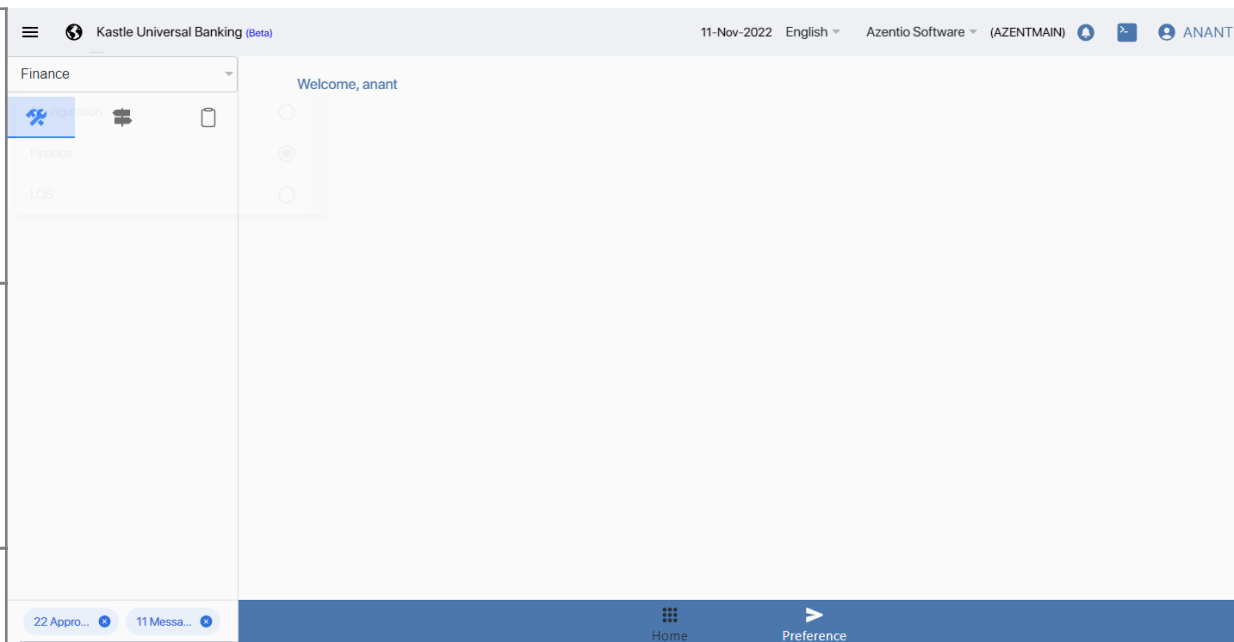 Kastle Universal Banking (Beta) 11-Nov-2022 English Azentio Software (AZENTMAIN) ANANT
Finance
Welcome, anant
Configuration
Finance
LOS
22 Appro... 11 Messa...
Home Preference